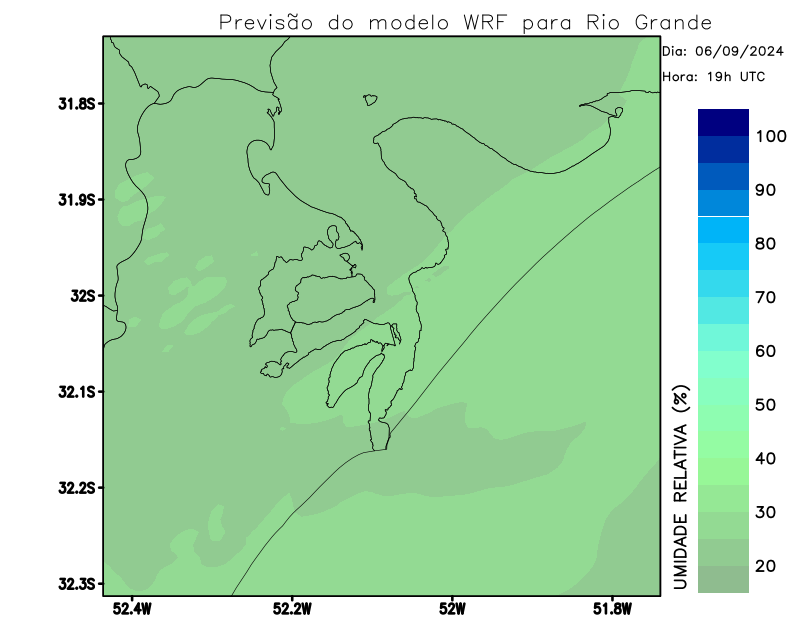 Previsão do modelo WRF para Rio Grande
Dia: 06/09/2024
Hora: 19h UTC
31.8S
31.9S
32S
32.1S
32.2S
32.3S
52.4W
52.2W
52W
51.8W
UMIDADE RELATIVA (%)
100
90
80
70
60
50
40
30
20